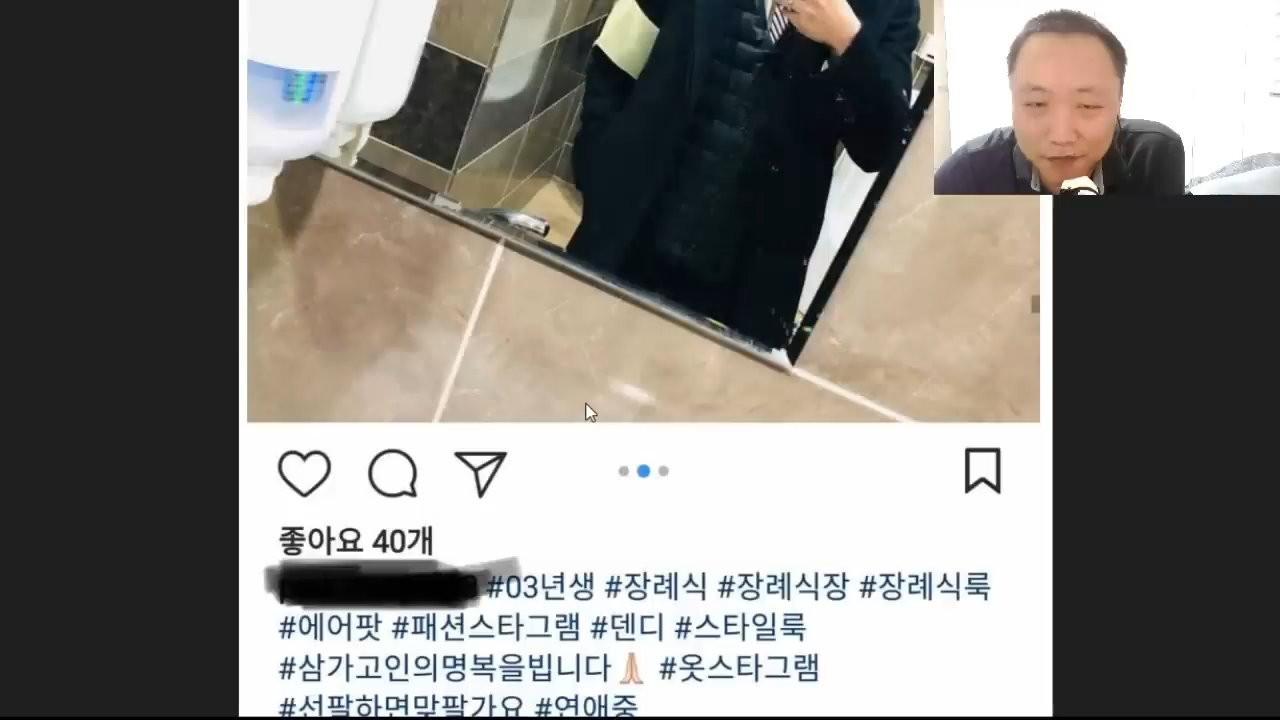 좋아요 40개
#03년생 #장례식 #장례식장 #장례식룩
#에어팟 #패션스타그램 #덴디 #스타일룩
#삼가고인의명복을빕니다🙏🏻 #옷스타그램
#선팔하면맞팔가요 #연애중